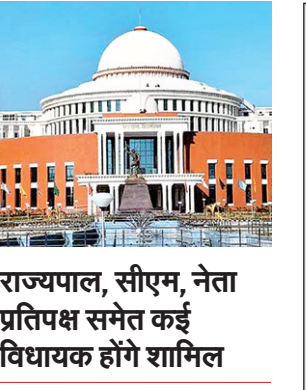 राज्यपाल, सीएम, नेता
प्रतिपक्ष समेत कई
विधायक होंगे शामिल